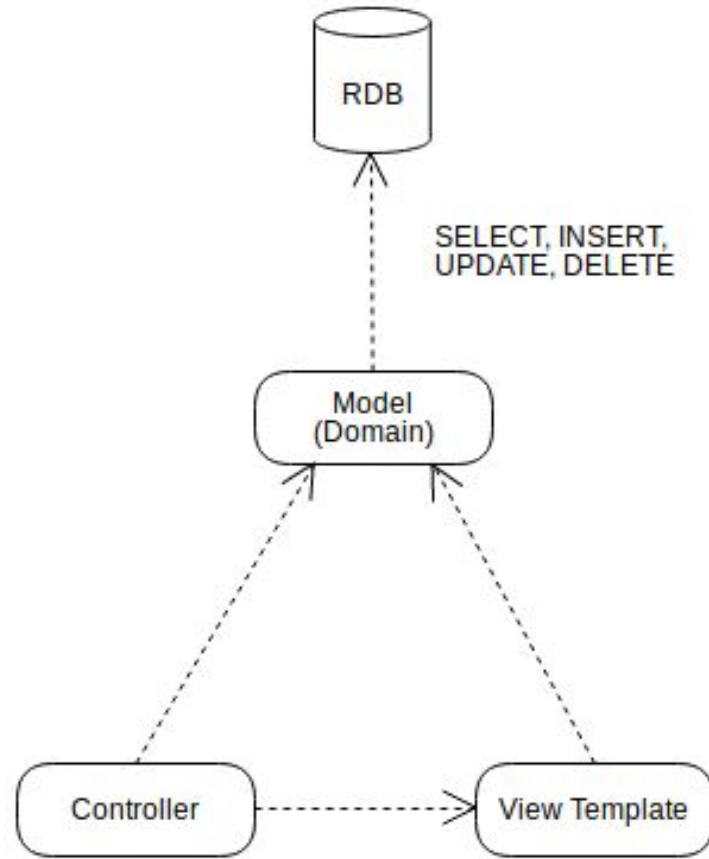 RDB
SELECT, INSERT,
UPDATE, DELETE
Model
(Domain)
Controller
View Template